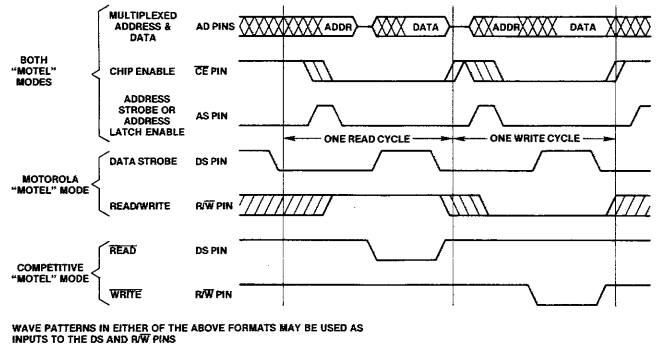 MULTIPLEXED
ADDRESS &
DATA
AD PINS
ADDR
DATA
ADDR
DATA
BOTH
"MOTEL"
MODES
CHIP ENABLE
CE PIN
ADDRESS
STROBE OR
ADDRESS
LATCH ENABLE
AS PIN
ONE READ CYCLE
ONE WRITE CYCLE
MOTOROLA
"MOTEL" MODE
DATA STROBE
DS PIN
READ/WRITE
R/W PIN
COMPETITIVE
"MOTEL" MODE
READ
DS PIN
WRITE
R/W PIN
WAVE PATTERNS IN EITHER OF THE ABOVE FORMATS MAY BE USED AS
INPUTS TO THE DS AND R/W PINS